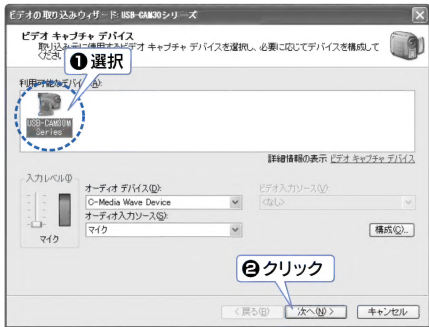 ビデオの取り込みウィザード: USB-CAM30シリーズ
ビデオ キャプチャ デバイス
取り込み元に使用するビデオ キャプチャ デバイスを選択し、必要に応じてデバイスを構成して
くださ
❶選択
利用可能なデバイス(A):
USB-CAM30M
Series
詳細情報の表示 ビデオ キャプチャ デバイス
入力レベル(I)
マイク
オーディオ デバイス(D):
C-Media Wave Device
オーディオ入力ソース(S):
マイク
ビデオ入力ソース(V):
<なし>
構成(C)...
❷クリック
< 戻る(B)
次へ(N) >
キャンセル